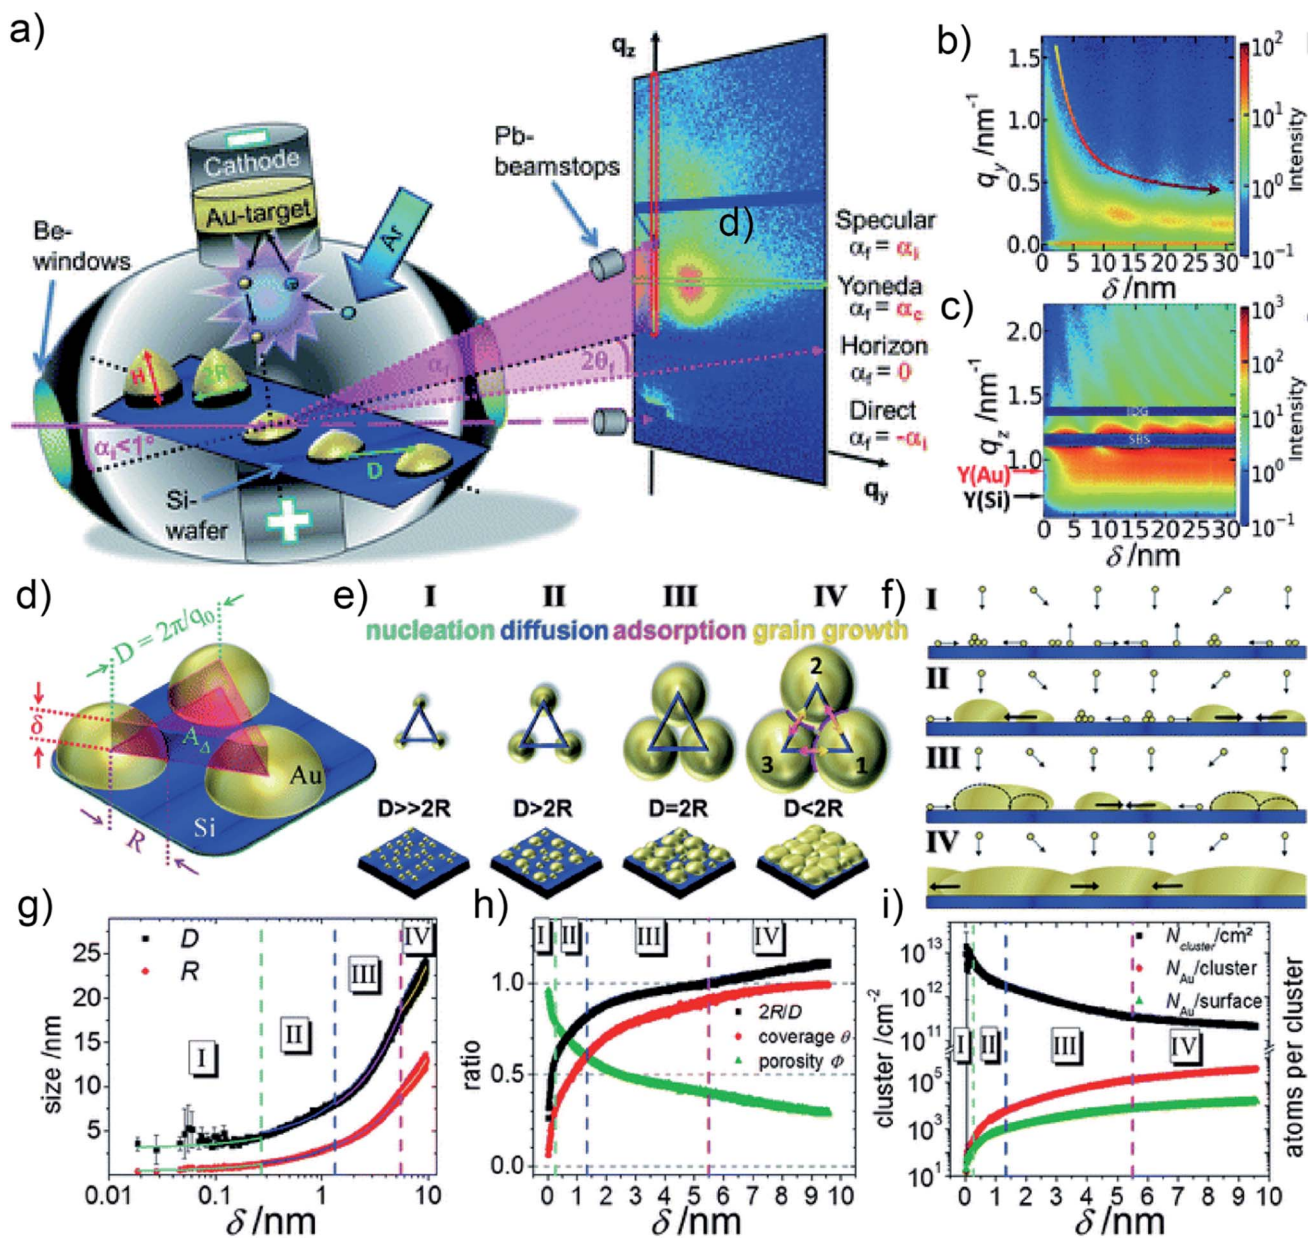 a)
q_z
Cathode
Au-target
Ar
Be-
windows
Pb-
beamstops
d)
Specular
α_f = α_i
Yoneda
α_f = α_c
Horizon
α_f = 0
Direct
α_f = -α_i
H
2R
α_f
2θ_f
α_i<1°
D
Si-
wafer
q_y
b)
1.5
1.0
0.5
0.0
q_y /nm⁻¹
0 5 10 15 20 25 30
δ /nm
10²
10¹
10⁰
10⁻¹
Intensity
c)
2.0
1.0
q_z /nm⁻¹
IDG
SBS
Y(Au)
Y(Si)
0 5 10 15 20 25 30
δ /nm
10³
10²
10¹
10⁰
10⁻¹
Intensity
d)
D = 2π/q₀
δ
A_Δ
Au
Si
R
e)
I II III IV
nucleation diffusion adsorption grain growth
2
3 1
D>>2R D>2R D=2R D<2R
f)
I
II
III
IV
g)
D
R
I
II
III
IV
25
20
15
10
5
size /nm
0.01 0.1 1 10
δ /nm
h)
I II III IV
2R/D
coverage θ
porosity Φ
1.0
0.5
0.0
ratio
0 1 2 3 4 5 6 7 8 9 10
δ /nm
i)
N_cluster/cm²
N_Au/cluster
N_Au/surface
I II III IV
10¹³
10¹²
10¹¹
10⁵
10³
10¹
cluster /cm⁻²
atoms per cluster
0 1 2 3 4 5 6 7 8 9 10
δ /nm